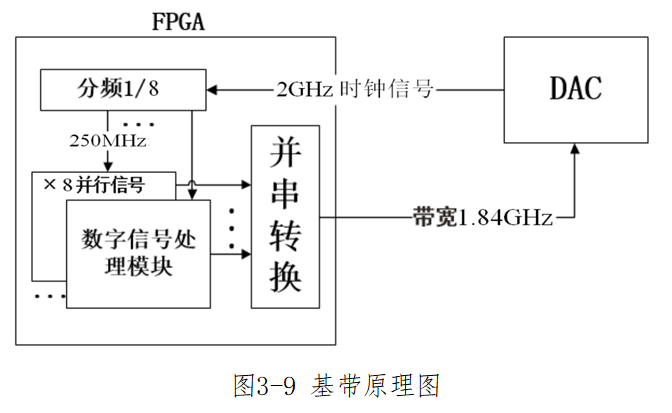 FPGA
分频1/8
2GHz 时钟信号
DAC
250MHz
×8并行信号
数字信号处
理模块
并
串
转
换
带宽1.84GHz
图3-9 基带原理图